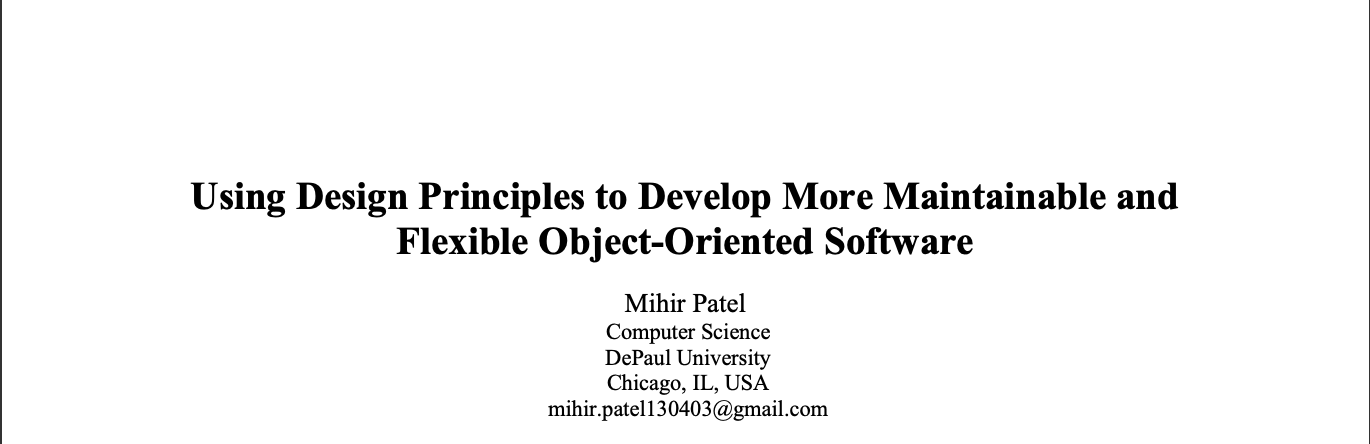 Using Design Principles to Develop More Maintainable and
Flexible Object-Oriented Software
Mihir Patel
Computer Science
DePaul University
Chicago, IL, USA
mihir.patel130403@gmail.com